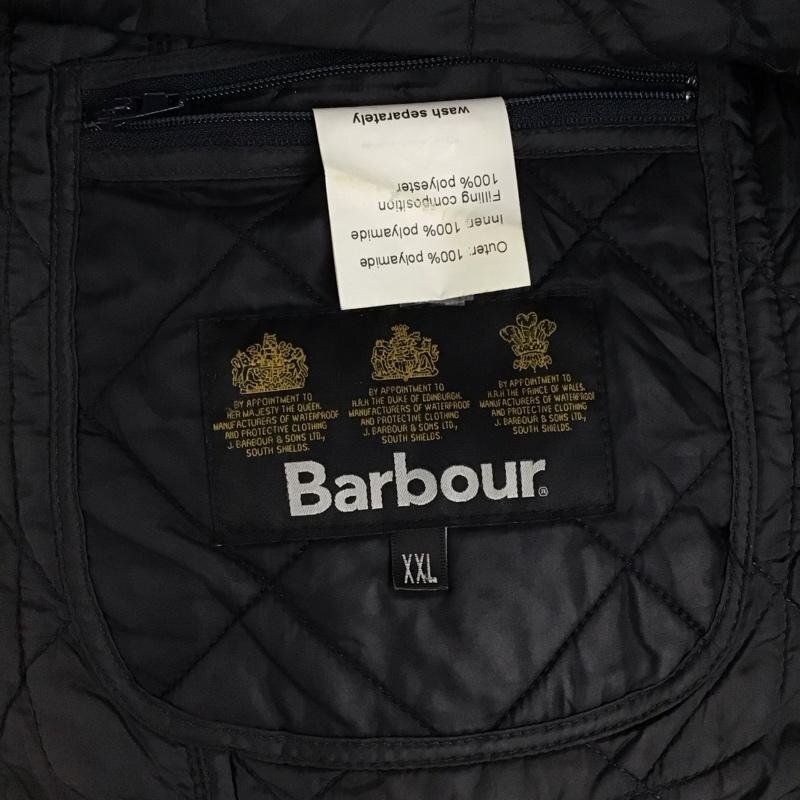 wash separately
Outer: 100% polyamide
Inner: 100% polyamide
Filling composition
100% polyester
BY APPOINTMENT TO
HER MAJESTY THE QUEEN.
MANUFACTURERS OF WATERPROOF
AND PROTECTIVE CLOTHING
J. BARBOUR & SONS LTD.,
SOUTH SHIELDS.
BY APPOINTMENT TO
H.R.H THE DUKE OF EDINBURGH.
MANUFACTURERS OF WATERPROOF
AND PROTECTIVE CLOTHING
J. BARBOUR & SONS LTD.,
SOUTH SHIELDS.
BY APPOINTMENT TO
H.R.H THE PRINCE OF WALES.
MANUFACTURERS OF WATERPROOF
AND PROTECTIVE CLOTHING
J. BARBOUR & SONS LTD.,
SOUTH SHIELDS.
Barbour®
XXL